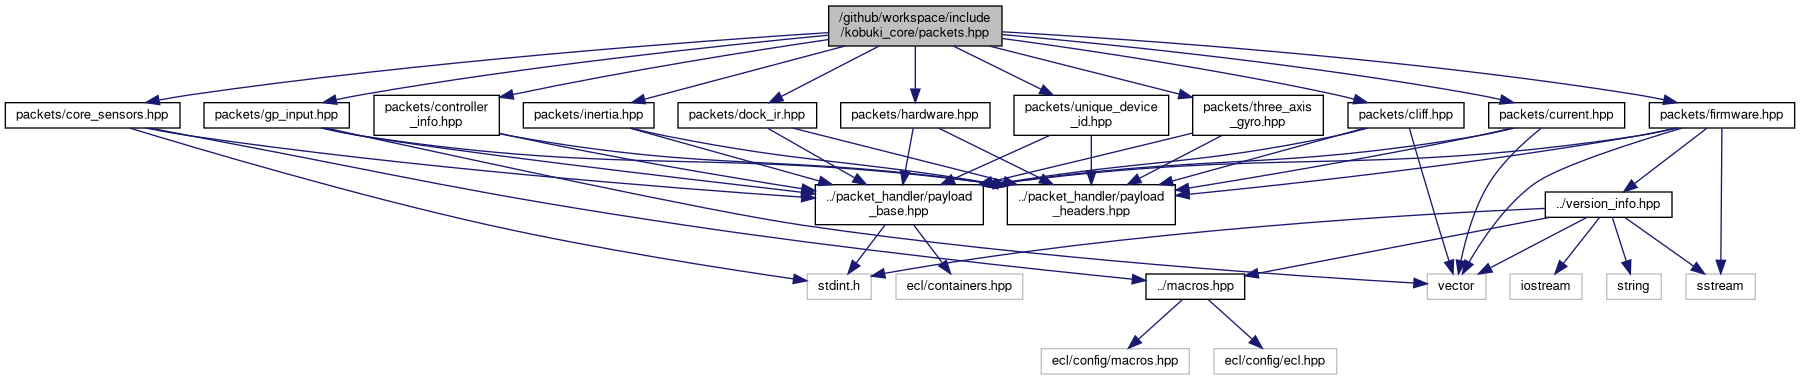 /github/workspace/include
/kobuki_core/packets.hpp
packets/core_sensors.hpp
packets/gp_input.hpp
packets/controller
_info.hpp
packets/inertia.hpp
packets/dock_ir.hpp
packets/hardware.hpp
packets/unique_device
_id.hpp
packets/three_axis
_gyro.hpp
packets/cliff.hpp
packets/current.hpp
packets/firmware.hpp
../packet_handler/payload
_base.hpp
../packet_handler/payload
_headers.hpp
../version_info.hpp
stdint.h
ecl/containers.hpp
../macros.hpp
vector
iostream
string
sstream
ecl/config/macros.hpp
ecl/config/ecl.hpp